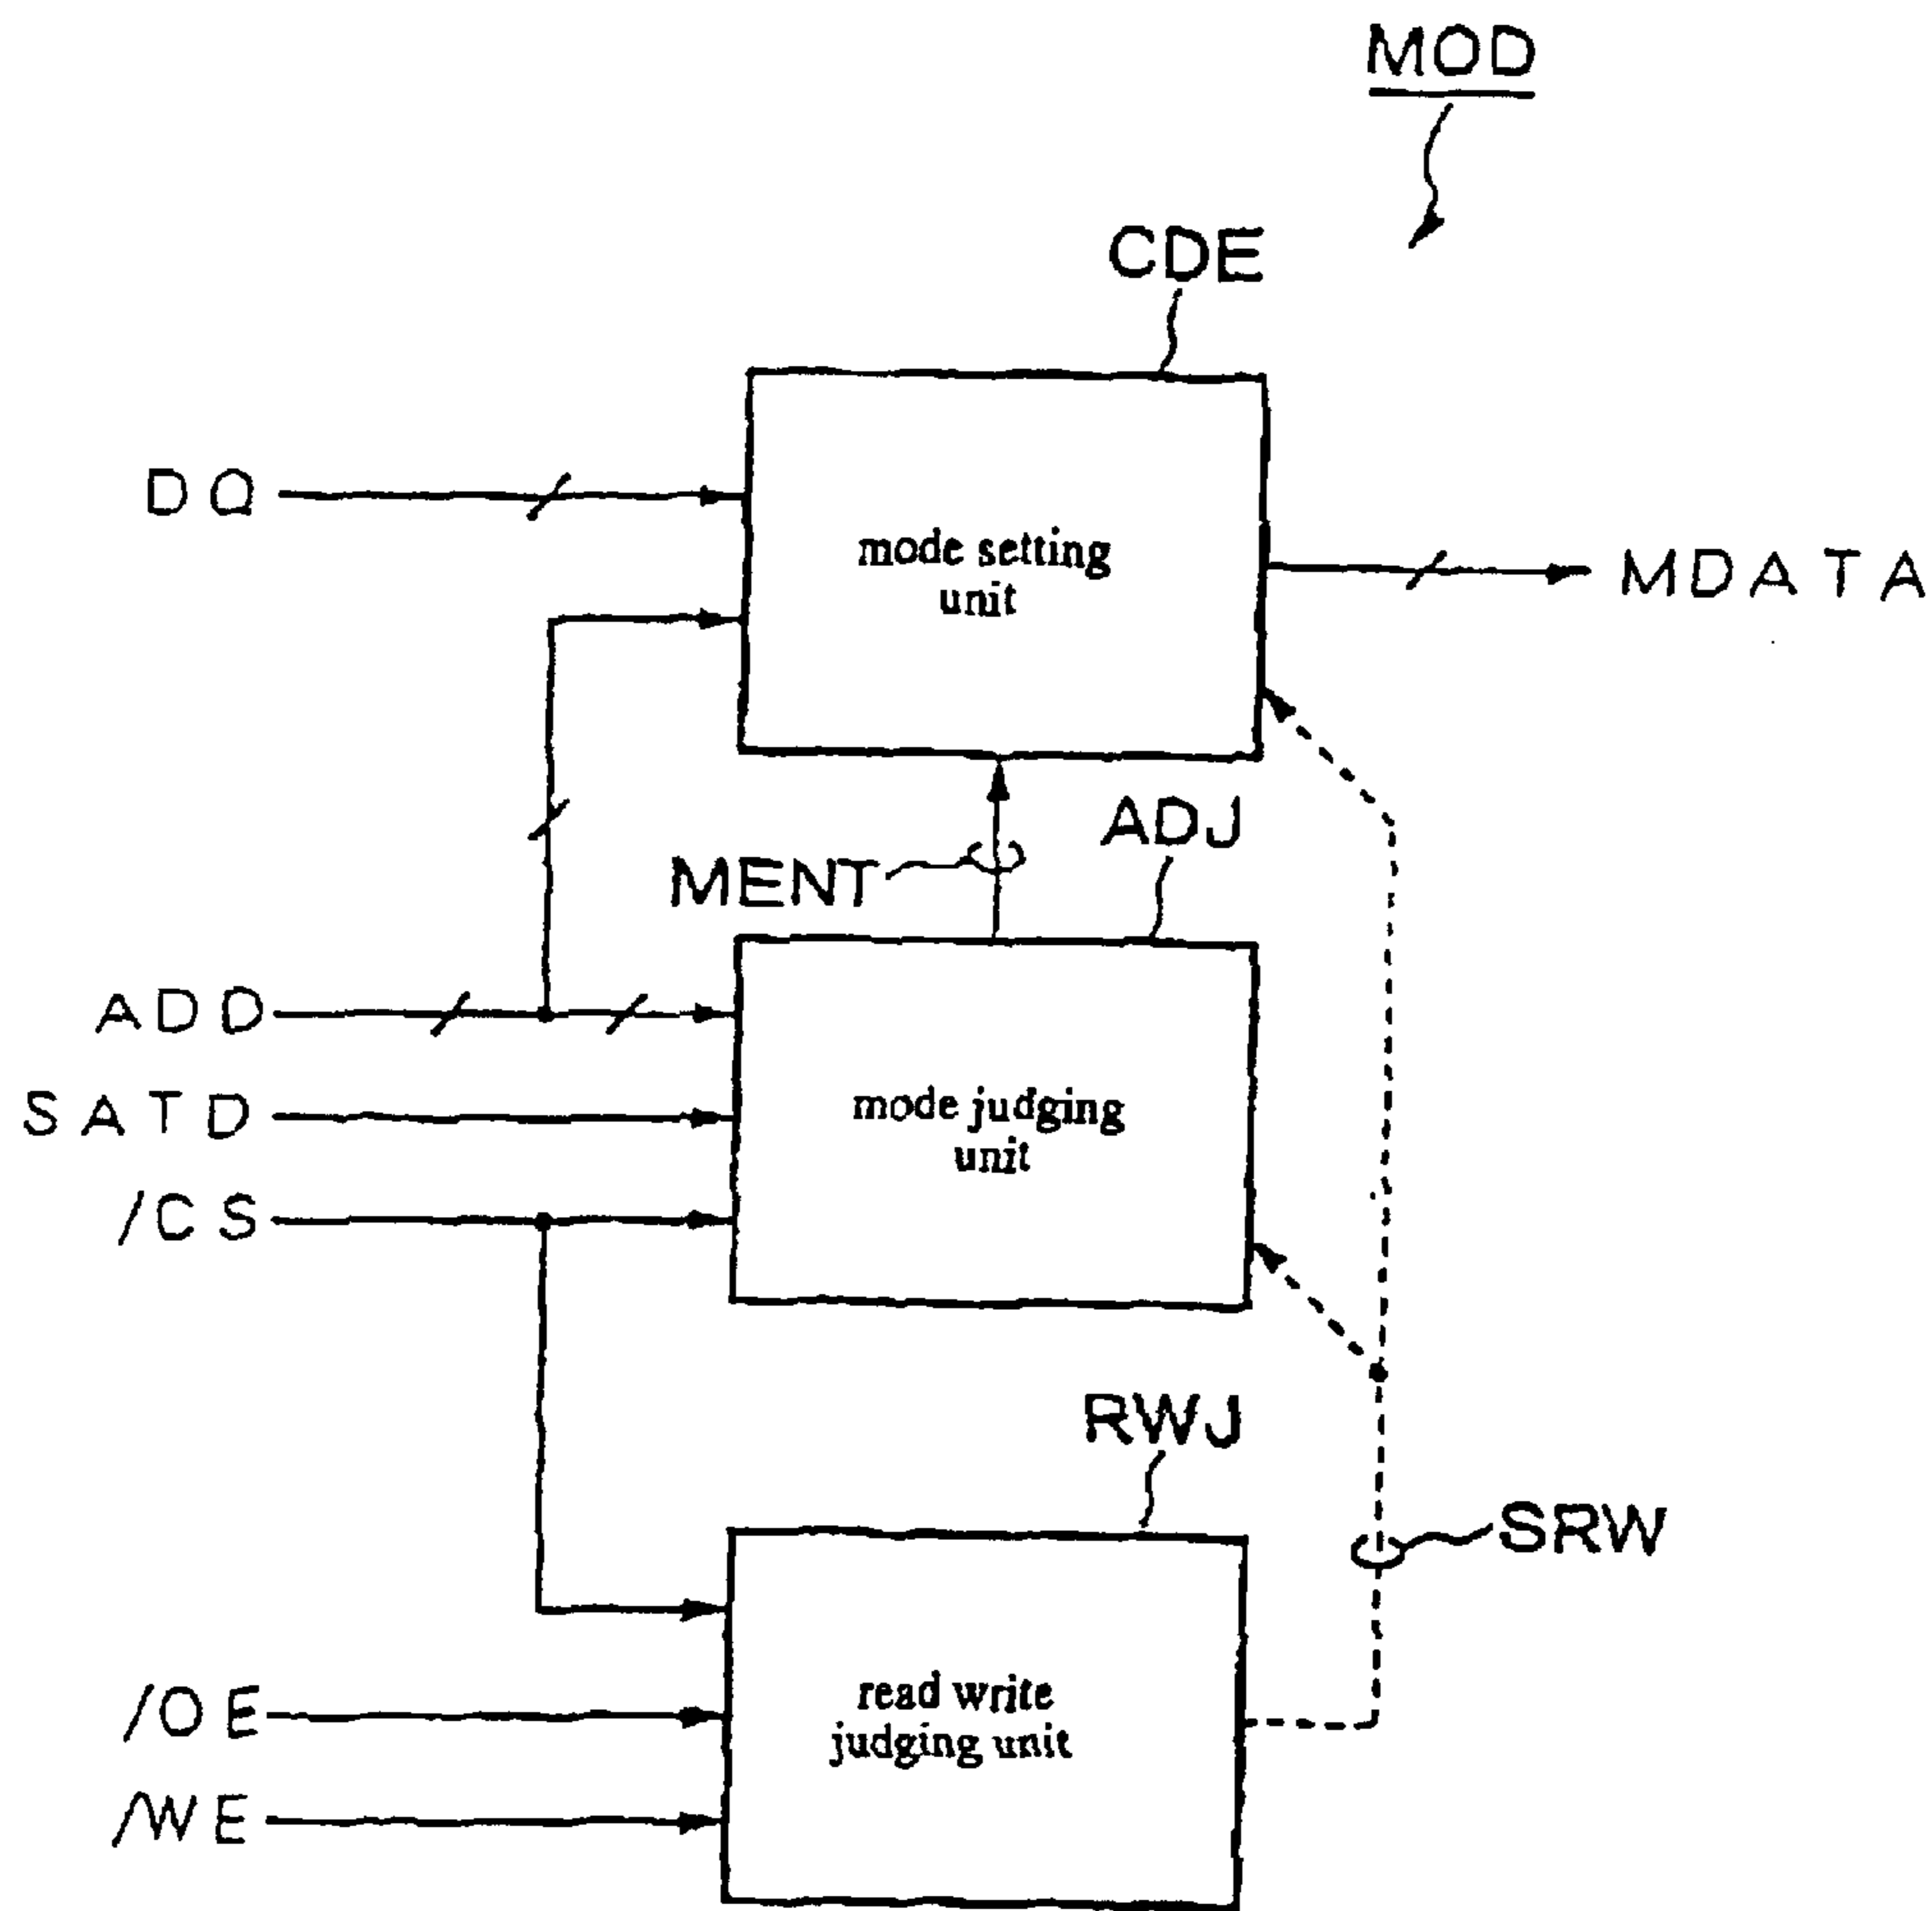 MOD
CDE
DQ
mode setting
unit
MDATA
ADJ
MENT
ADD
SATD
mode judging
unit
/CS
RWJ
SRW
/OE
read write
judging unit
/WE